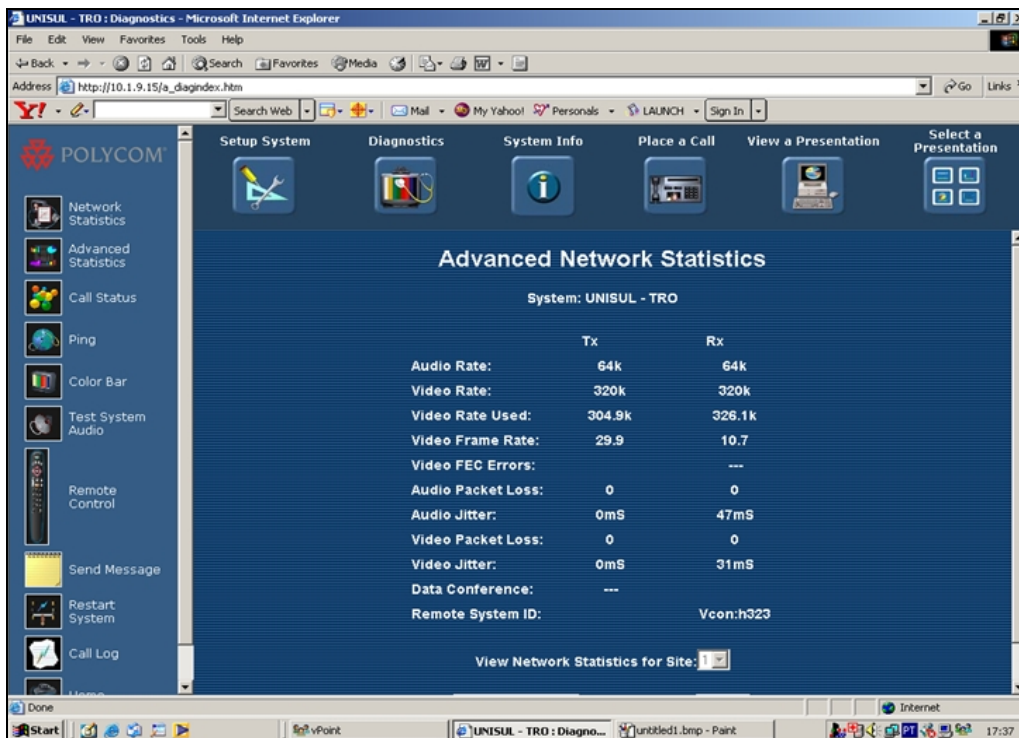 UNISUL - TRO : Diagnostics - Microsoft Internet Explorer
File Edit View Favorites Tools Help
Back Search Favorites Media
Address http://10.1.9.15/a_diagindex.htm Go Links
Y! Search Web Mail My Yahoo! Personals LAUNCH Sign In
POLYCOM
Setup System Diagnostics System Info Place a Call View a Presentation Select a Presentation
Network Statistics
Advanced Statistics
Call Status
Ping
Color Bar
Test System Audio
Remote Control
Send Message
Restart System
Call Log
Home
Advanced Network Statistics
System: UNISUL - TRO
Tx Rx
Audio Rate: 64k 64k
Video Rate: 320k 320k
Video Rate Used: 304.9k 326.1k
Video Frame Rate: 29.9 10.7
Video FEC Errors: ---
Audio Packet Loss: 0 0
Audio Jitter: 0mS 47mS
Video Packet Loss: 0 0
Video Jitter: 0mS 31mS
Data Conference: ---
Remote System ID: Vcon:h323
View Network Statistics for Site: 1
Done Internet
Start vPoint UNISUL - TRO : Diagno... untitled1.bmp - Paint PT 17:37